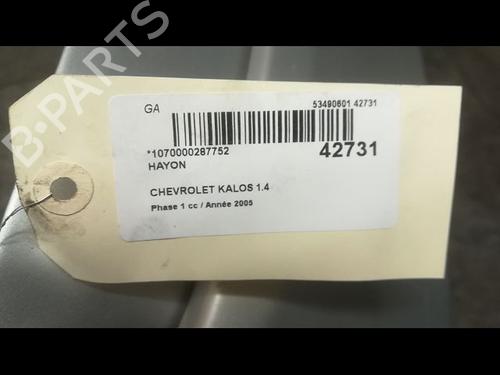 B-PARTS
GA
53490601 42731
*1070000287752
42731
HAYON
CHEVROLET KALOS 1.4
Phase 1 cc / Année 2005